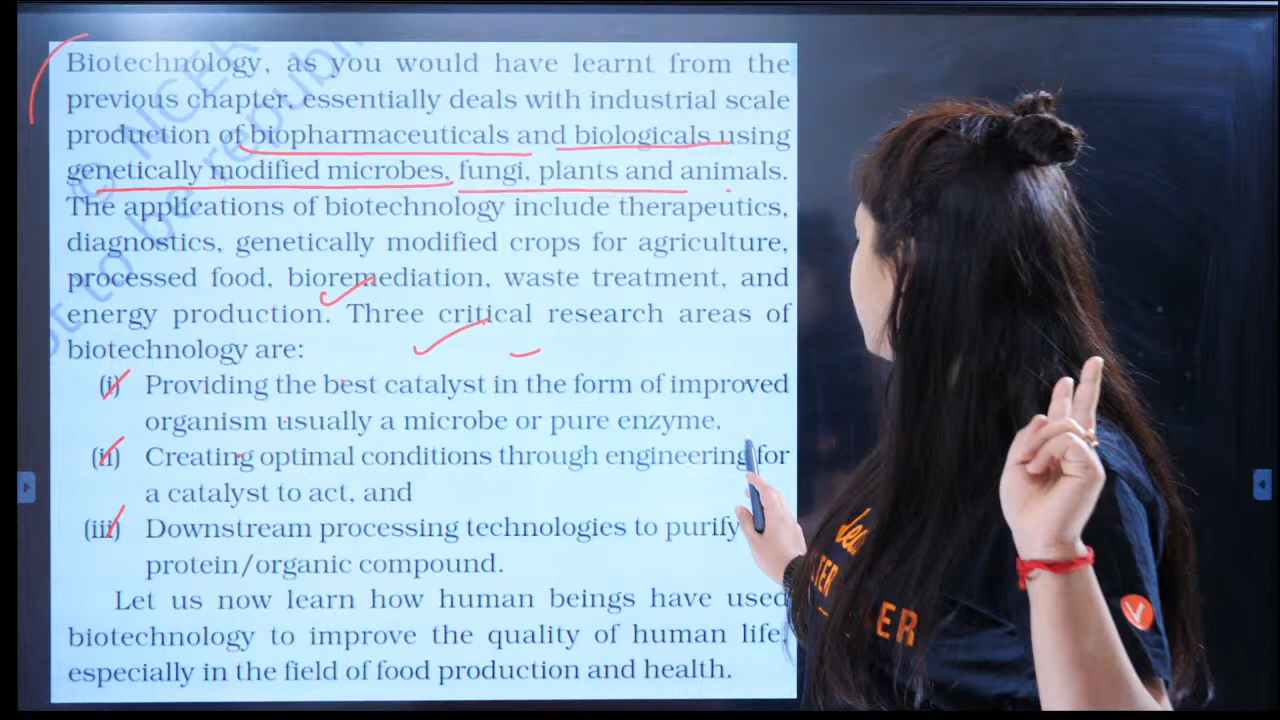 Biotechnology, as you would have learnt from the
previous chapter, essentially deals with industrial scale
production of biopharmaceuticals and biologicals using
genetically modified microbes, fungi, plants and animals.
The applications of biotechnology include therapeutics,
diagnostics, genetically modified crops for agriculture,
processed food, bioremediation, waste treatment, and
energy production. Three critical research areas of
biotechnology are:
(i) Providing the best catalyst in the form of improved
organism usually a microbe or pure enzyme.
(ii) Creating optimal conditions through engineering for
a catalyst to act, and
(iii) Downstream processing technologies to purify
protein/organic compound.
Let us now learn how human beings have used
biotechnology to improve the quality of human life,
especially in the field of food production and health.
© NCER
to be republi